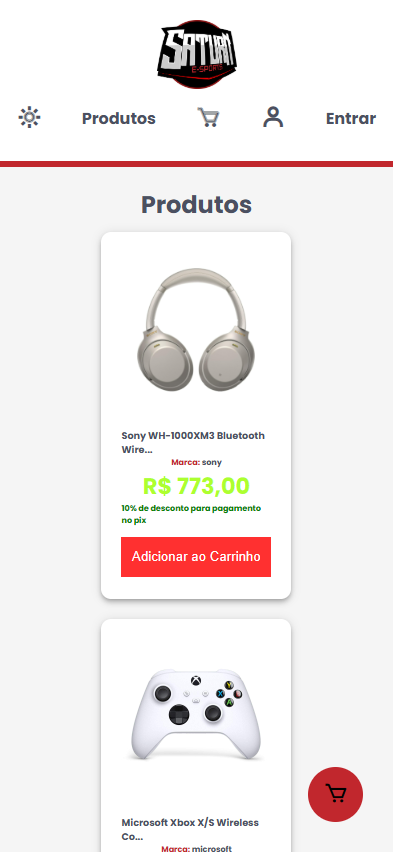 SATURN
E-SPORTS
Produtos
Entrar
Produtos
Sony WH-1000XM3 Bluetooth
Wire...
Marca: sony
R$ 773,00
10% de desconto para pagamento
no pix
Adicionar ao Carrinho
Y
X
B
A
Microsoft Xbox X/S Wireless
Co...
Marca: microsoft